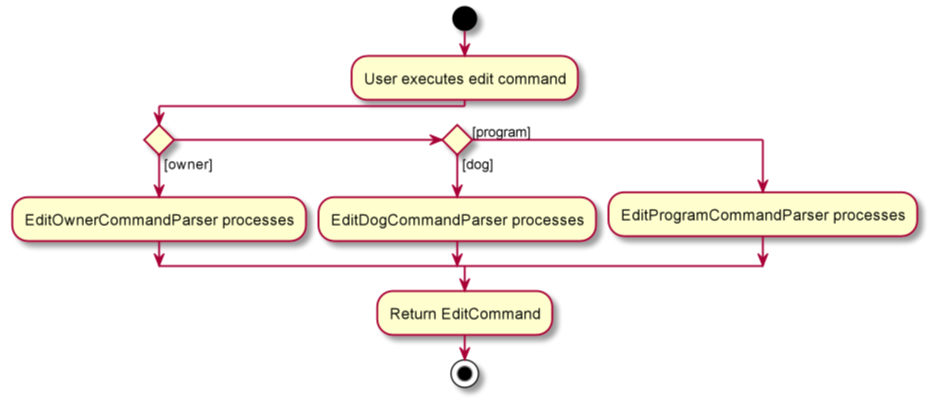 User executes edit command
[program]
[owner]
[dog]
EditOwnerCommandParser processes
EditDogCommandParser processes
EditProgramCommandParser processes
Return EditCommand